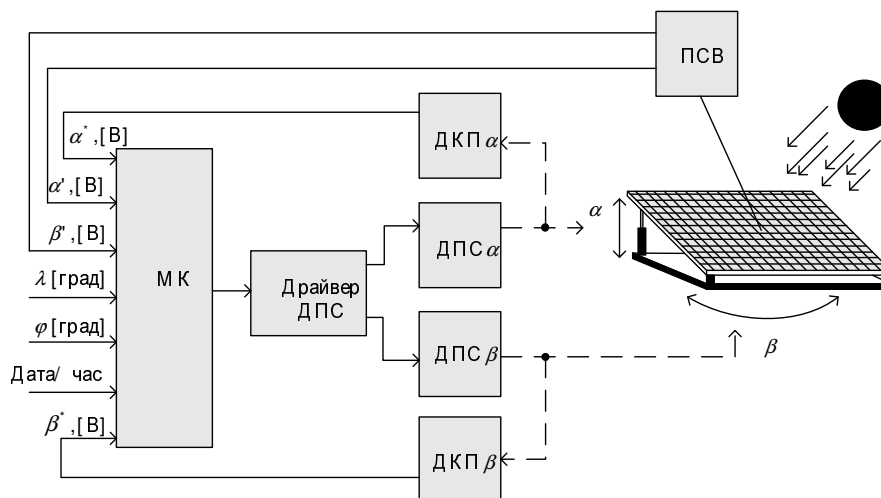 ПСВ
ДКП α
α*,[В]
α',[В]
β',[В]
λ[град]
φ[град]
Дата/ час
β*,[В]
МК
Драйвер
ДПС
ДПС α
ДПС β
ДКП β
α
β